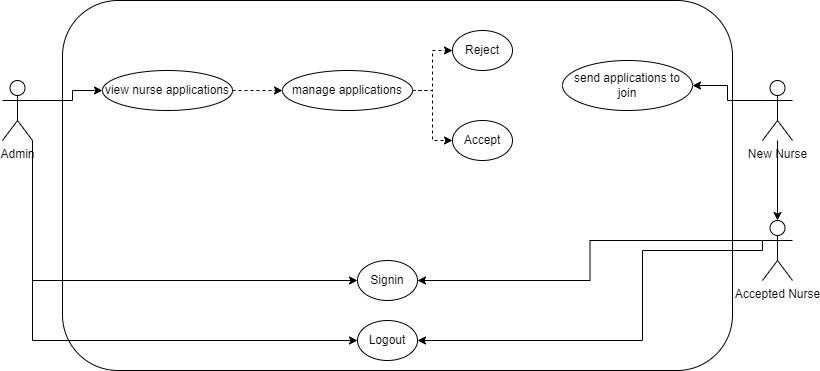 Reject
send applications to
join
view nurse applications
manage applications
Accept
Admin
New Nurse
Signin
Accepted Nurse
Logout